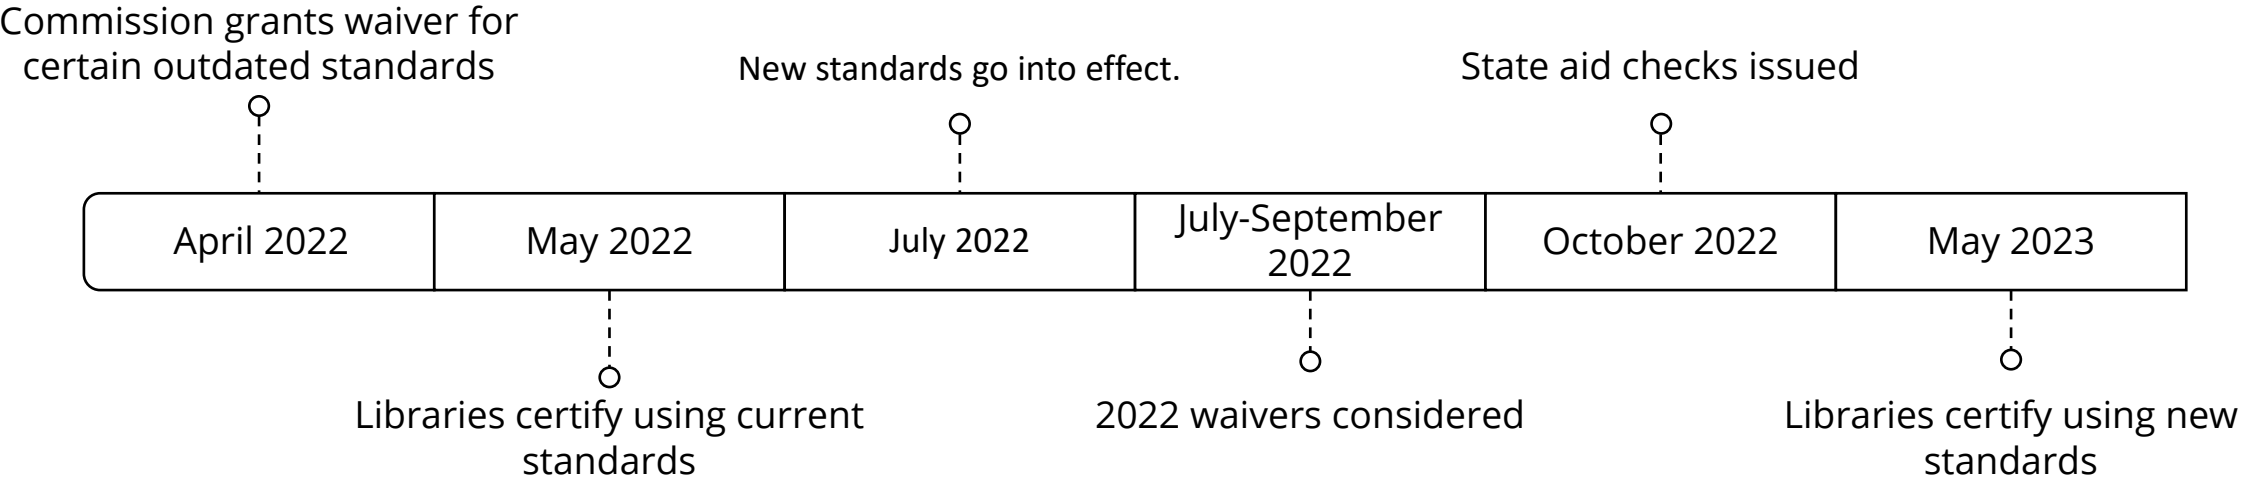 Commission grants waiver for
certain outdated standards
New standards go into effect.
State aid checks issued
April 2022
May 2022
July 2022
July-September
2022
October 2022
May 2023
Libraries certify using current
standards
2022 waivers considered
Libraries certify using new
standards